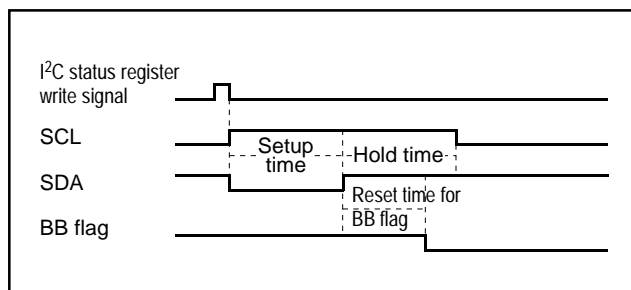 I²C status register
write signal
SCL
Setup
time
Hold time
SDA
Reset time for
BB flag
BB flag